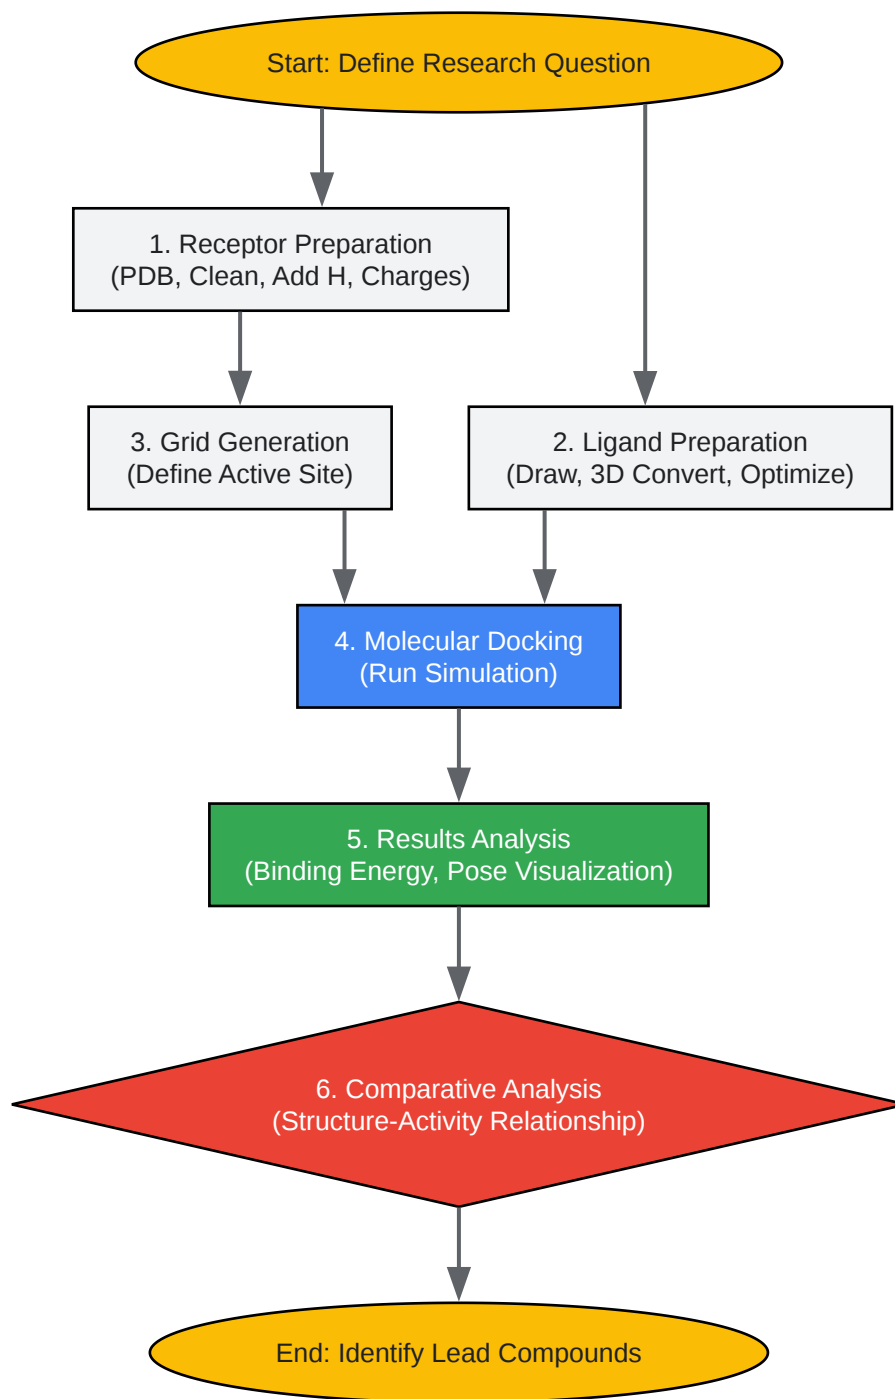 Start: Define Research Question
1. Receptor Preparation
(PDB, Clean, Add H, Charges)
3. Grid Generation
(Define Active Site)
2. Ligand Preparation
(Draw, 3D Convert, Optimize)
4. Molecular Docking
(Run Simulation)
5. Results Analysis
(Binding Energy, Pose Visualization)
6. Comparative Analysis
(Structure-Activity Relationship)
End: Identify Lead Compounds